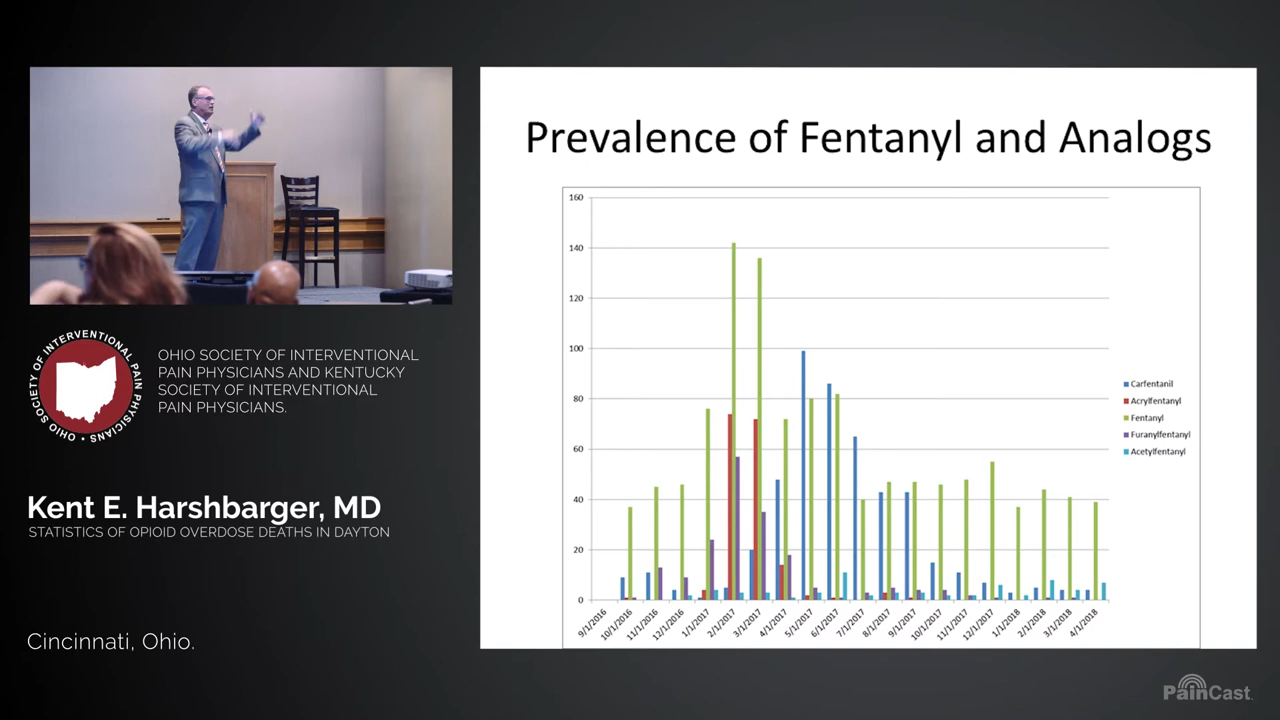 Prevalence of Fentanyl and Analogs
160
140
120
100
80
60
40
20
0
9/1/2016
10/1/2016
11/1/2016
12/1/2016
1/1/2017
2/1/2017
3/1/2017
4/1/2017
5/1/2017
6/1/2017
7/1/2017
8/1/2017
9/1/2017
10/1/2017
11/1/2017
12/1/2017
1/1/2018
2/1/2018
3/1/2018
4/1/2018
Carfentanil
Acrylfentanyl
Fentanyl
Furanylfentanyl
Acetylfentanyl
OHIO SOCIETY OF INTERVENTIONAL PAIN PHYSICIANS •
OHIO SOCIETY OF INTERVENTIONAL
PAIN PHYSICIANS AND KENTUCKY
SOCIETY OF INTERVENTIONAL
PAIN PHYSICIANS.
Kent E. Harshbarger, MD
STATISTICS OF OPIOID OVERDOSE DEATHS IN DAYTON
Cincinnati, Ohio.
PainCast